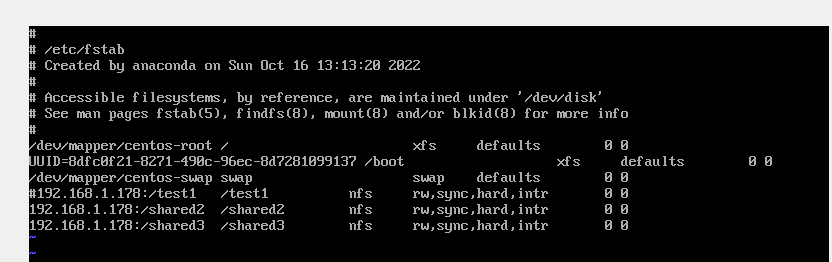 #
# /etc/fstab
# Created by anaconda on Sun Oct 16 13:13:20 2022
#
# Accessible filesystems, by reference, are maintained under '/dev/disk'
# See man pages fstab(5), findfs(8), mount(8) and/or blkid(8) for more info
#
/dev/mapper/centos-root /                       xfs     defaults        0 0
UUID=8dfc0f21-8271-490c-96ec-8d7281099137 /boot                   xfs     defaults        0 0
/dev/mapper/centos-swap swap                    swap    defaults        0 0
#192.168.1.178:/test1   /test1          nfs     rw,sync,hard,intr       0 0
192.168.1.178:/shared2  /shared2        nfs     rw,sync,hard,intr       0 0
192.168.1.178:/shared3  /shared3        nfs     rw,sync,hard,intr       0 0
~
~